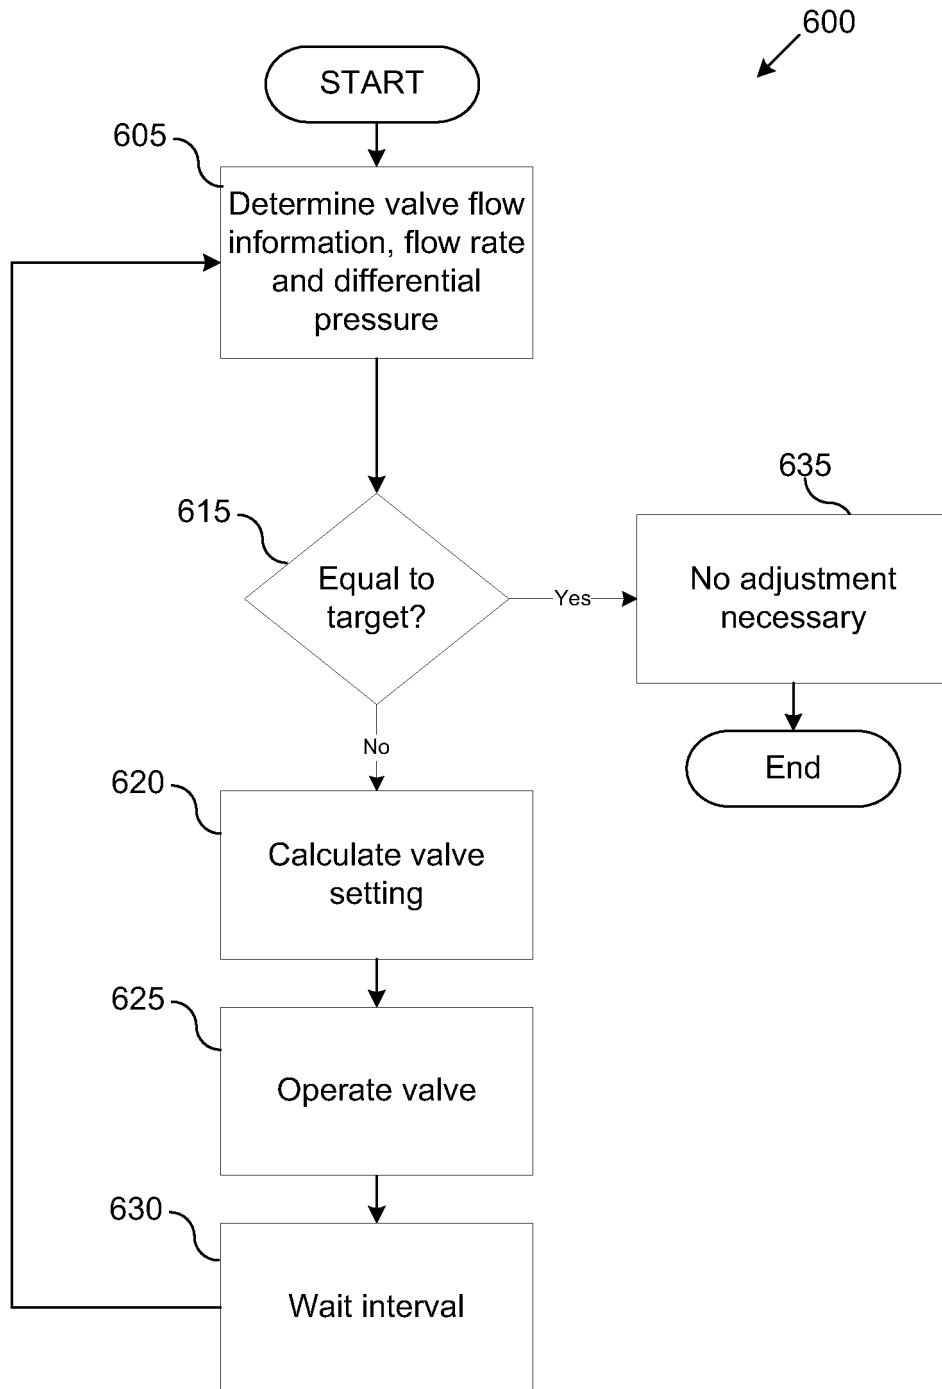 600
START
605
Determine valve flow
information, flow rate
and differential
pressure
615
Equal to
target?
Yes
635
No adjustment
necessary
End
No
620
Calculate valve
setting
625
Operate valve
630
Wait interval